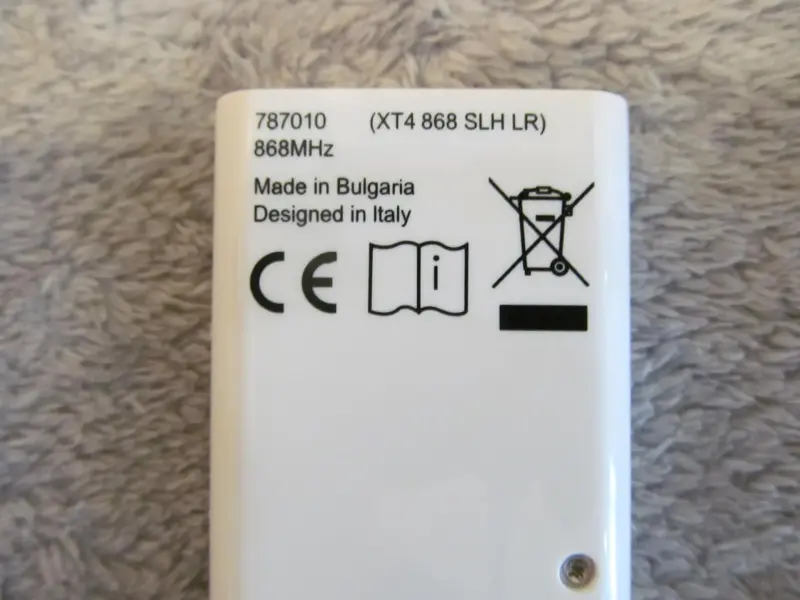 787010 (XT4 868 SLH LR)
868MHz
Made in Bulgaria
Designed in Italy
CE i